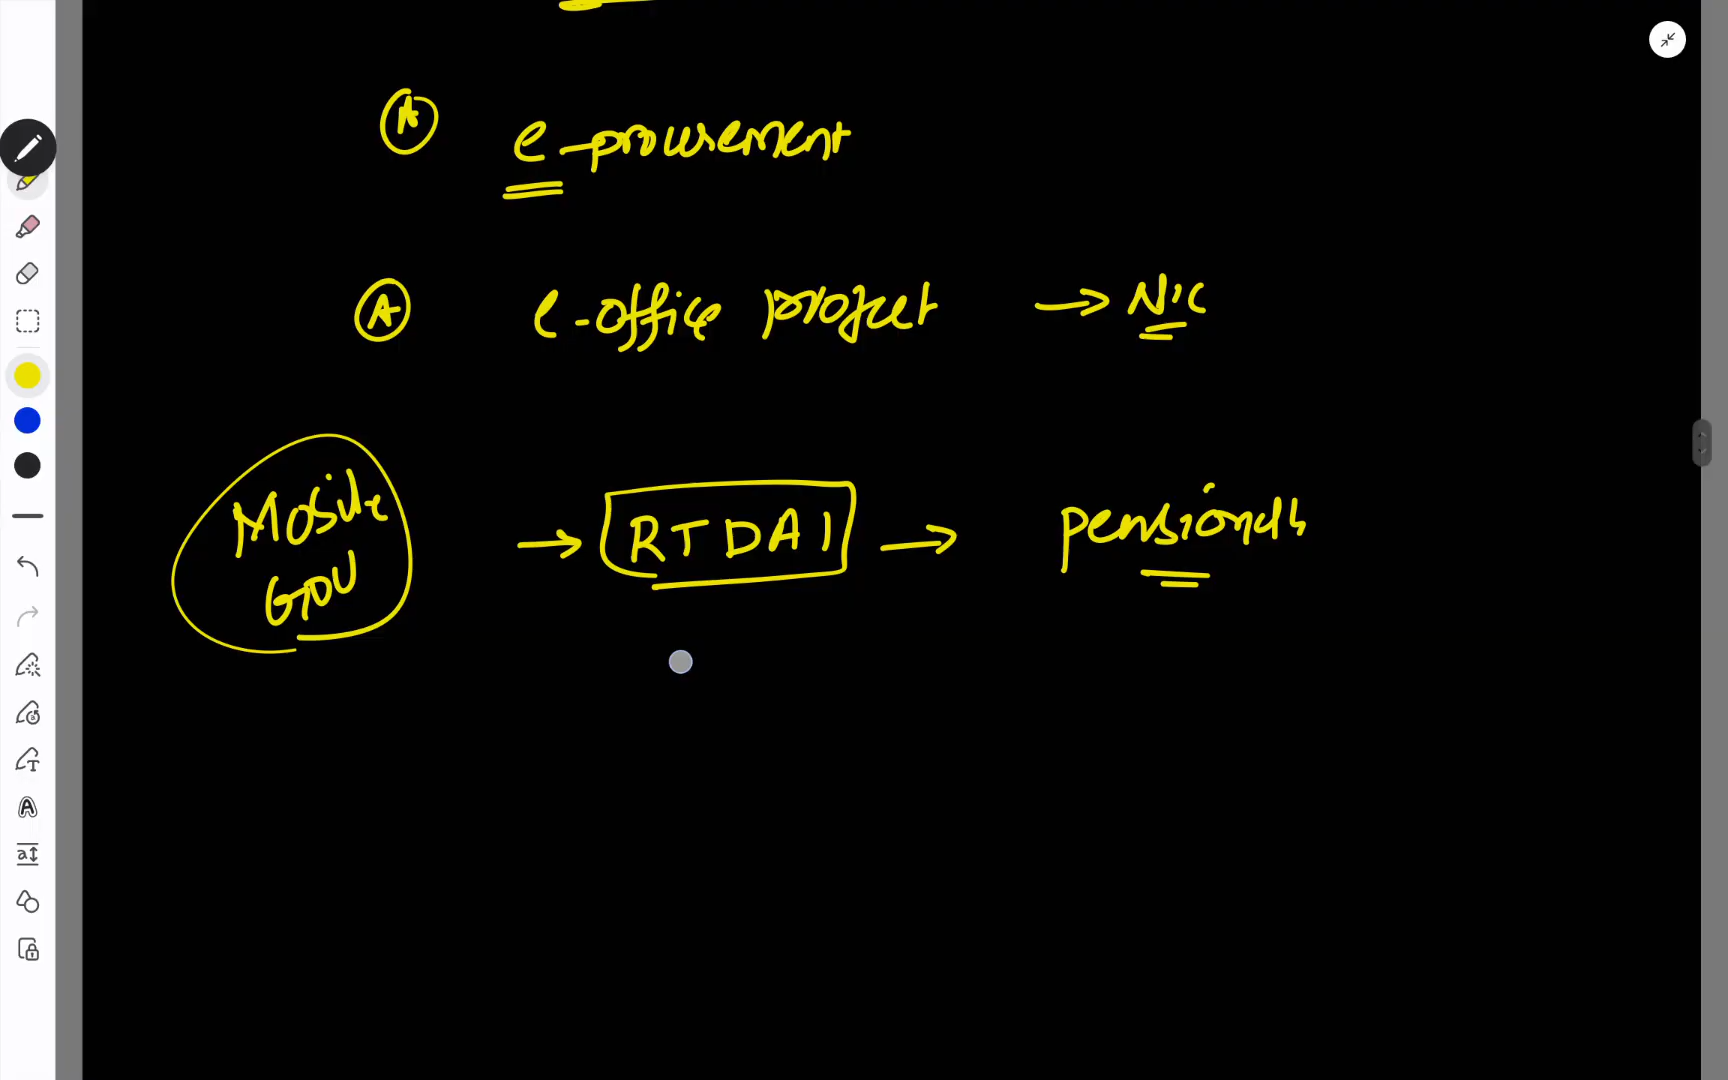 A e-procurement
A e-office project → NIC
Mobile GOV → RTDAI → pensioners